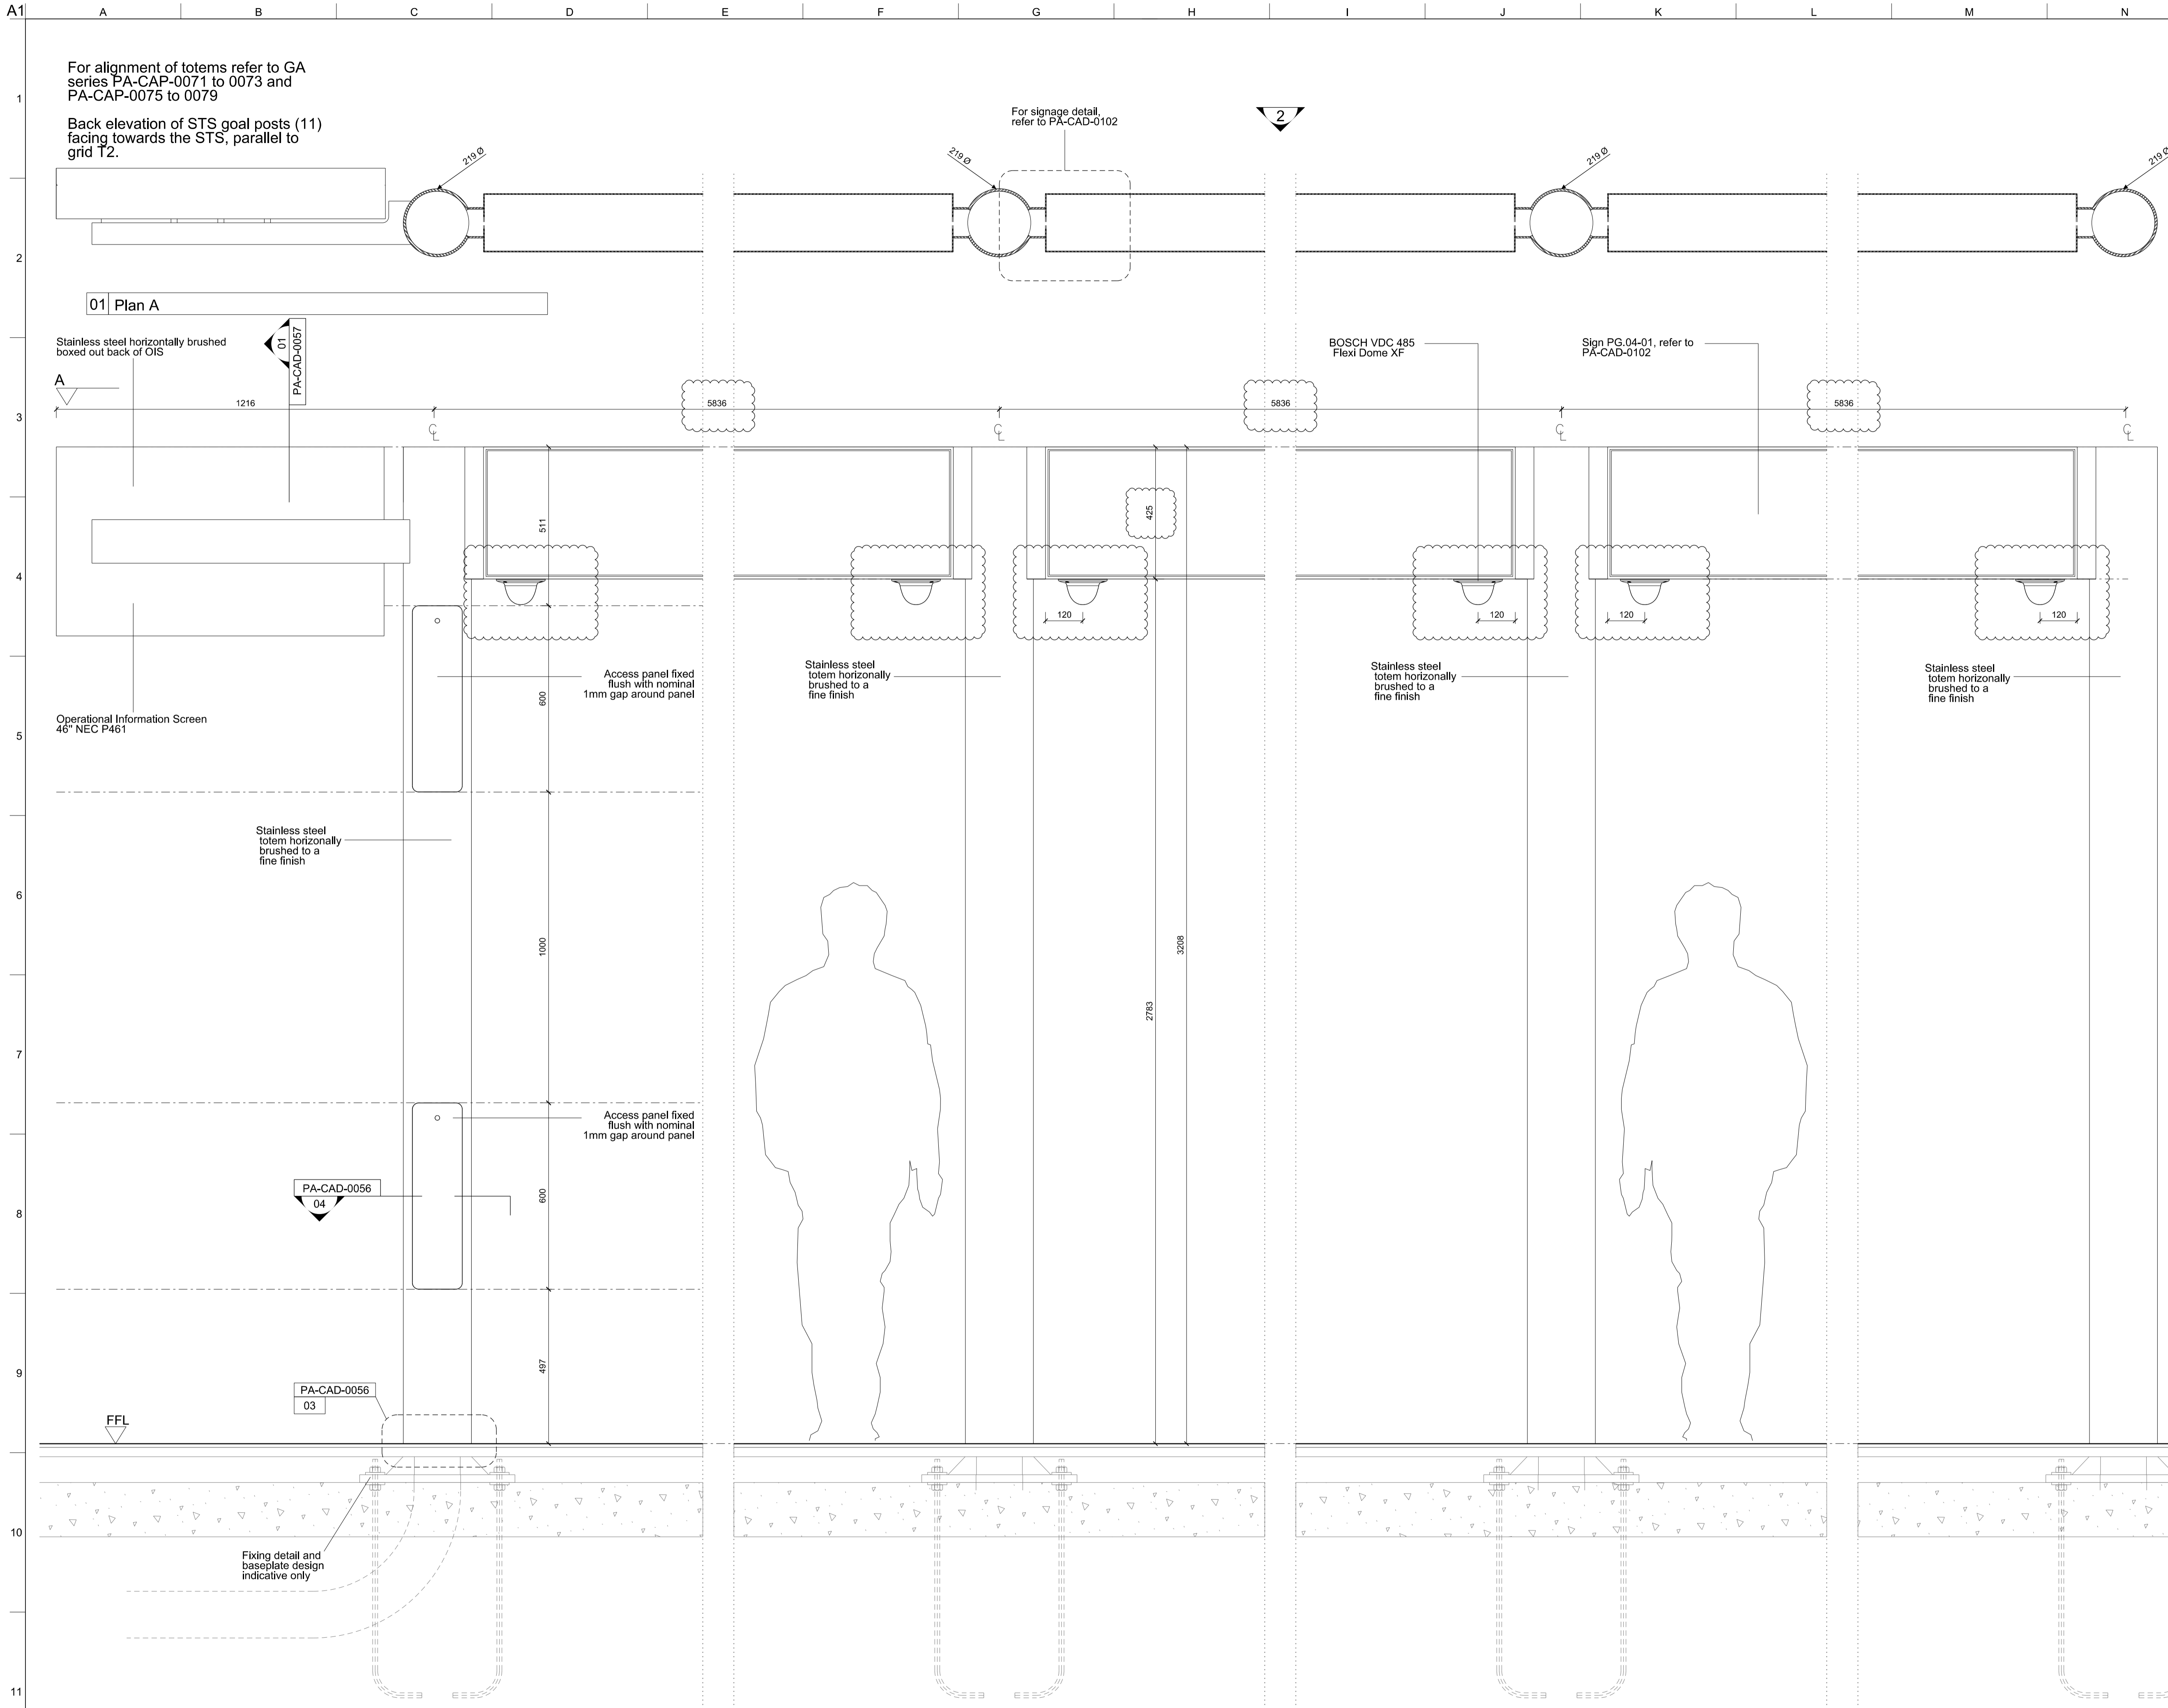 A1
A B C D E F G H I J K L M N
For alignment of totems refer to GA
series PA-CAP-0071 to 0073 and
PA-CAP-0075 to 0079
Back elevation of STS goal posts (11)
facing towards the STS, parallel to
grid T2.
1
For signage detail,
refer to PA-CAD-0102
2
219 Ø
219 Ø
219 Ø
219 Ø
2
01 Plan A
Stainless steel horizontally brushed
boxed out back of OIS
01
PA-CAD-0057
BOSCH VDC 485
Flexi Dome XF
Sign PG.04-01, refer to
PA-CAD-0102
A
3
1216
5836
5836
5836
CL
CL
CL
CL
511
425
4
120
120
120
120
Access panel fixed
flush with nominal
1mm gap around panel
600
Stainless steel
totem horizonally
brushed to a
fine finish
Stainless steel
totem horizonally
brushed to a
fine finish
Stainless steel
totem horizonally
brushed to a
fine finish
Operational Information Screen
46" NEC P461
5
Stainless steel
totem horizonally
brushed to a
fine finish
6
1000
3208
2783
7
Access panel fixed
flush with nominal
1mm gap around panel
PA-CAD-0056
04
600
8
497
9
PA-CAD-0056
03
FFL
10
Fixing detail and
baseplate design
indicative only
11